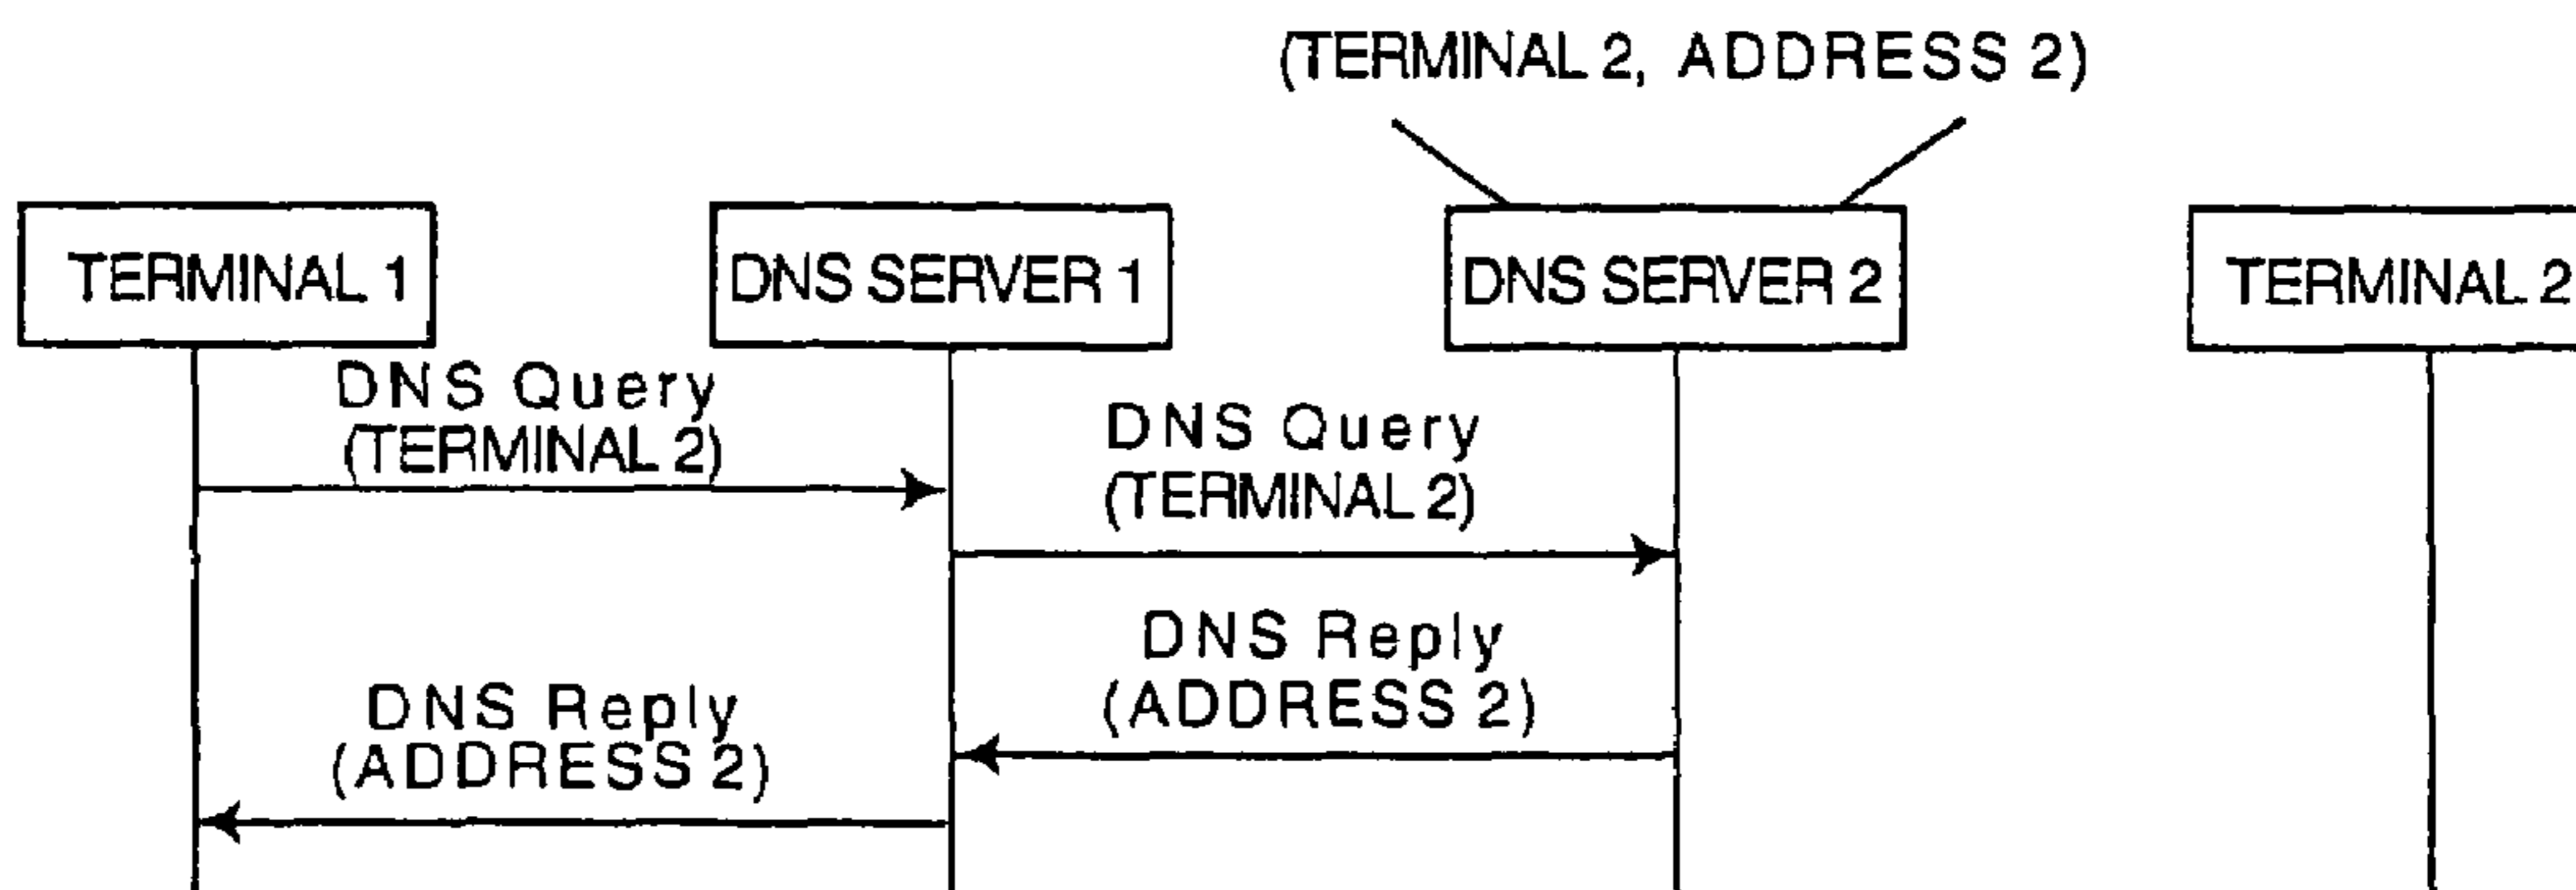 (TERMINAL 2, ADDRESS 2)
TERMINAL 1
DNS SERVER 1
DNS SERVER 2
TERMINAL 2
DNS Query
(TERMINAL 2)
DNS Query
(TERMINAL 2)
DNS Reply
(ADDRESS 2)
DNS Reply
(ADDRESS 2)